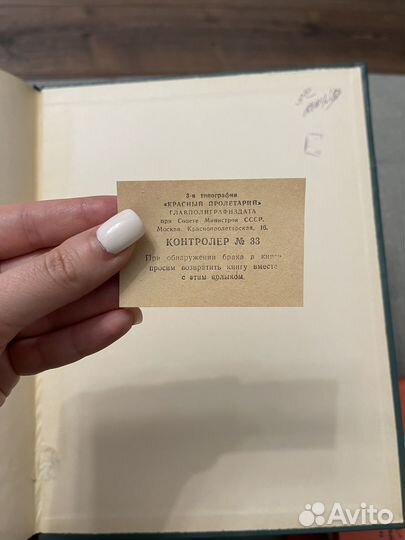 3-я типография
«КРАСНЫЙ ПРОЛЕТАРИЙ»
ГЛАВПОЛИГРАФИЗДАТА
при Совете Министров СССР.
Москва, Краснопролетарская, 16.
КОНТРОЛЕР № 33
При обнаружении брака в книге
просим возвратить книгу вместе
с этим ярлыком.
Avito